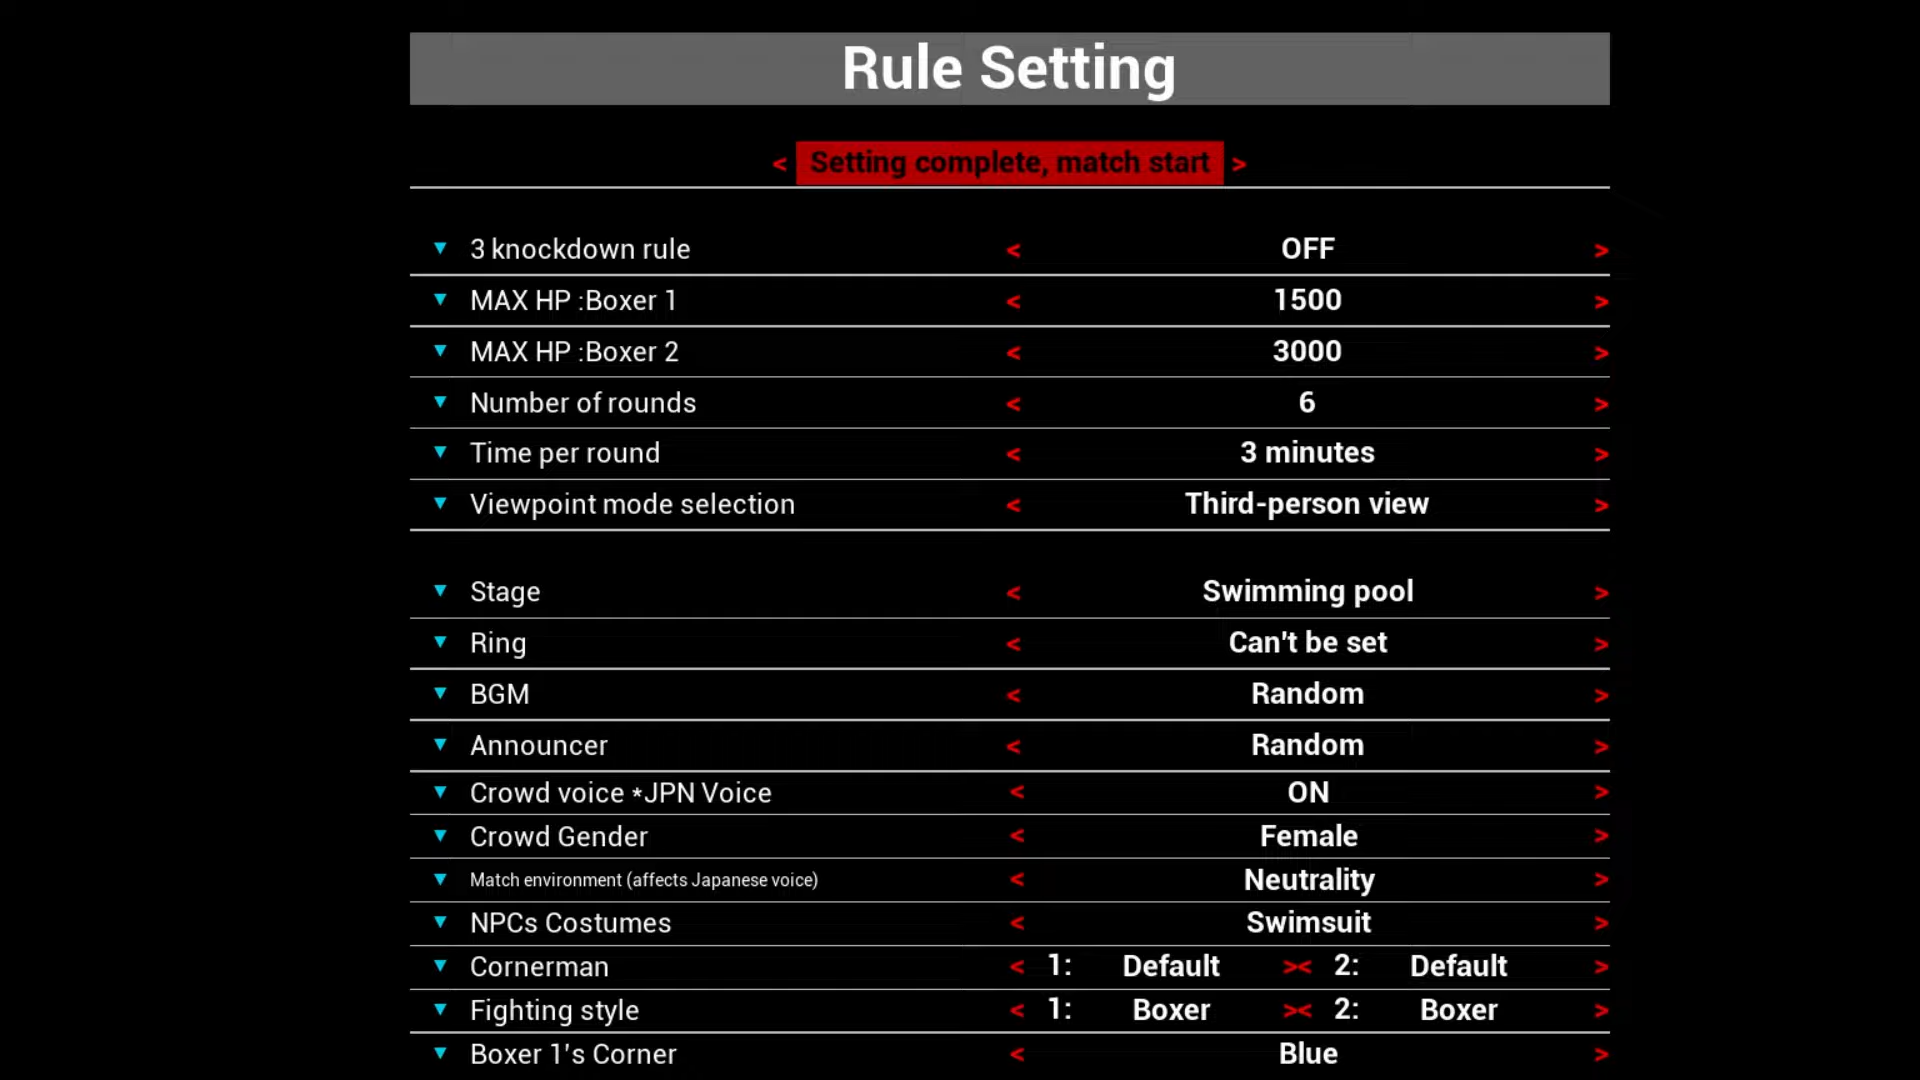 Rule Setting
< Setting complete, match start >
▼ 3 knockdown rule < OFF >
▼ MAX HP :Boxer 1 < 1500 >
▼ MAX HP :Boxer 2 < 3000 >
▼ Number of rounds < 6 >
▼ Time per round < 3 minutes >
▼ Viewpoint mode selection < Third-person view >
▼ Stage < Swimming pool >
▼ Ring < Can't be set >
▼ BGM < Random >
▼ Announcer < Random >
▼ Crowd voice *JPN Voice < ON >
▼ Crowd Gender < Female >
▼ Match environment (affects Japanese voice) < Neutrality >
▼ NPCs Costumes < Swimsuit >
▼ Cornerman < 1: Default >< 2: Default >
▼ Fighting style < 1: Boxer >< 2: Boxer >
▼ Boxer 1's Corner < Blue >